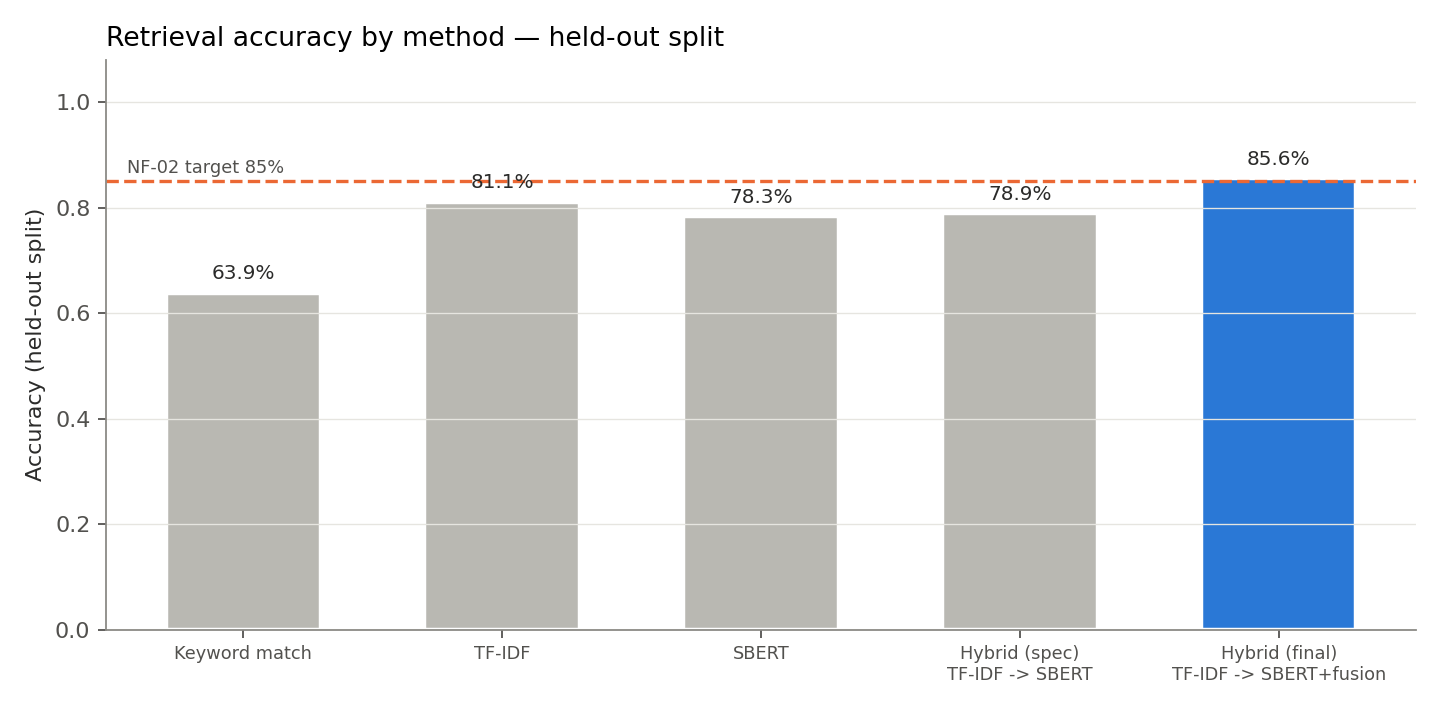 Retrieval accuracy by method — held-out split
Accuracy (held-out split)
1.0
0.8
0.6
0.4
0.2
0.0
NF-02 target 85%
63.9%
81.1%
78.3%
78.9%
85.6%
Keyword match
TF-IDF
SBERT
Hybrid (spec)
TF-IDF -> SBERT
Hybrid (final)
TF-IDF -> SBERT+fusion